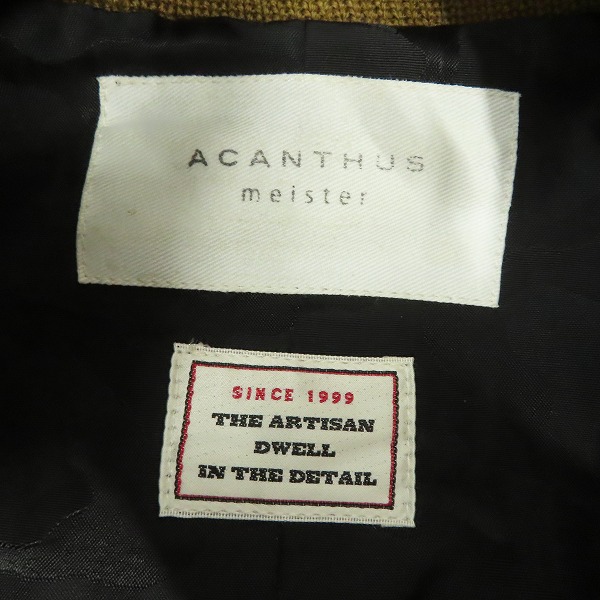 ACANTHUS
meister
SINCE 1999
THE ARTISAN
DWELL
IN THE DETAIL